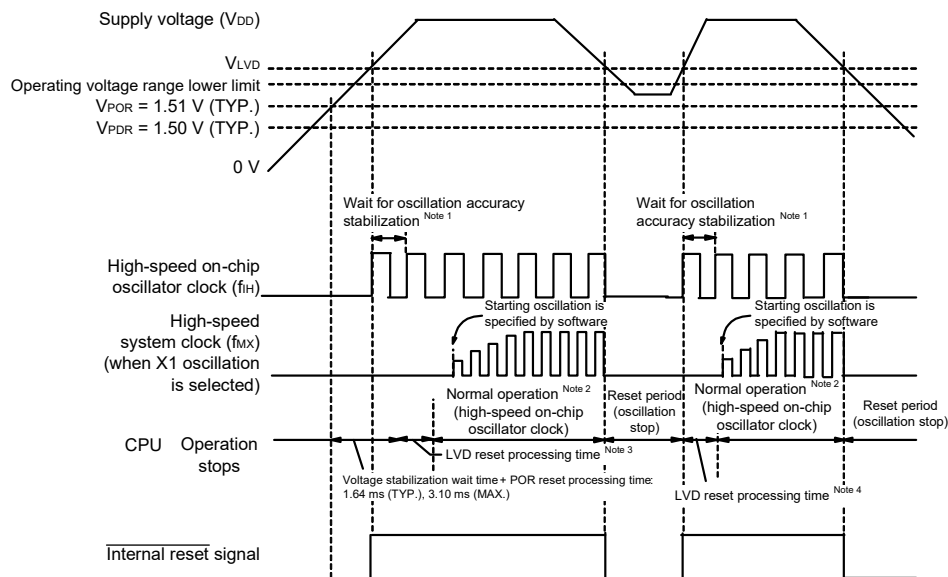 Supply voltage (VDD)
VLVD
Operating voltage range lower limit
VPOR = 1.51 V (TYP.)
VPDR = 1.50 V (TYP.)
0 V
Wait for oscillation accuracy
stabilization Note 1
Wait for oscillation
accuracy stabilization Note 1
High-speed on-chip
oscillator clock (fIH)
Starting oscillation is
specified by software
Starting oscillation is
specified by software
High-speed
system clock (fMX)
(when X1 oscillation
is selected)
Normal operation Note 2
(high-speed on-chip
oscillator clock)
Reset period
(oscillation
stop)
Normal operation Note 2
(high-speed on-chip
oscillator clock)
Reset period
(oscillation stop)
CPU Operation
stops
LVD reset processing time Note 3
Voltage stabilization wait time + POR reset processing time:
1.64 ms (TYP.), 3.10 ms (MAX.)
LVD reset processing time Note 4
Internal reset signal